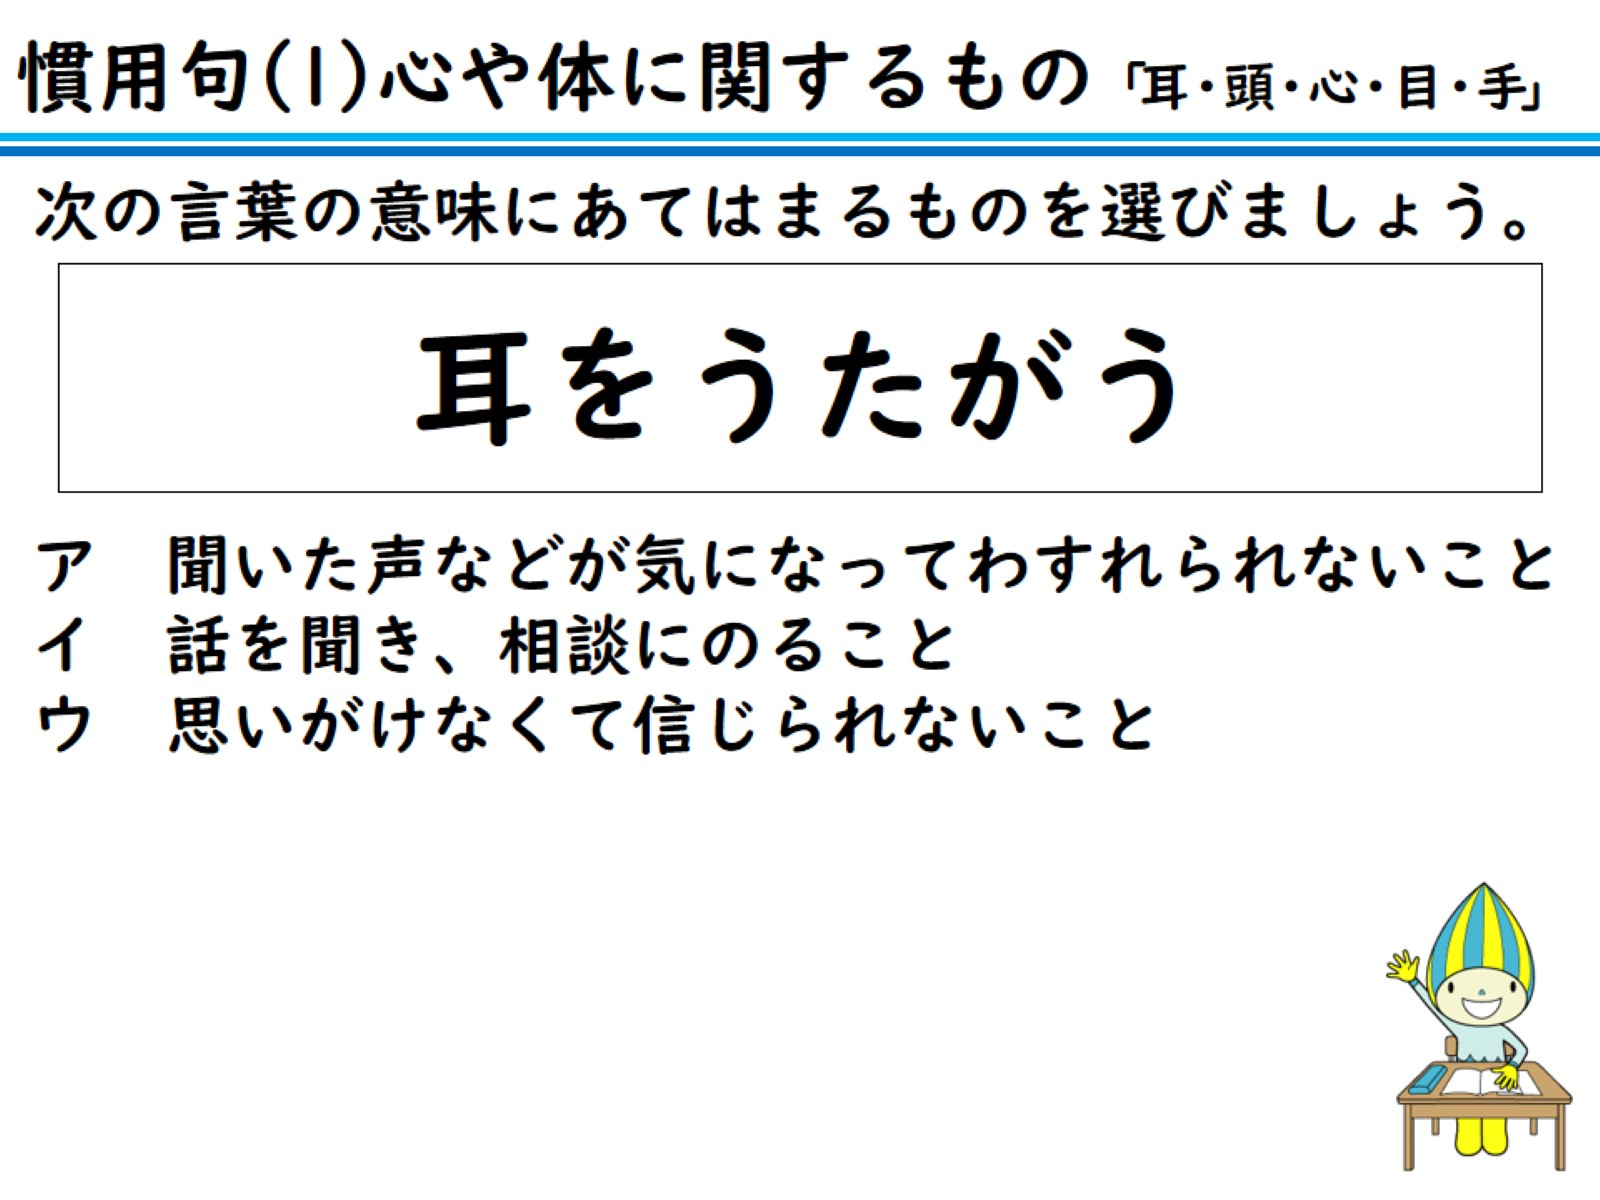 慣用句(1)心や体に関するもの「耳・頭・心・目・手」
次の言葉の意味にあてはまるものを選びましょう。
耳をうたがう
ア　聞いた声などが気になってわすれられないこと
イ　話を聞き、相談にのること
ウ　思いがけなくて信じられないこと